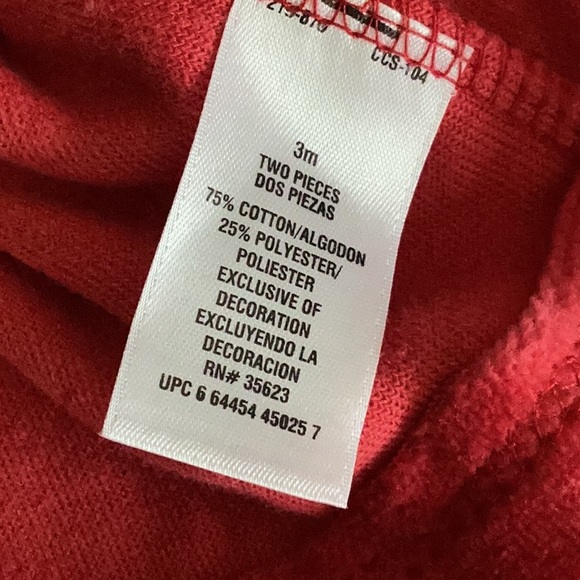 CCS-104
3m
TWO PIECES
DOS PIEZAS
75% COTTON/ALGODON
25% POLYESTER/
POLIESTER
EXCLUSIVE OF
DECORATION
EXCLUYENDO LA
DECORACION
RN# 35623
UPC 6 64454 45025 7